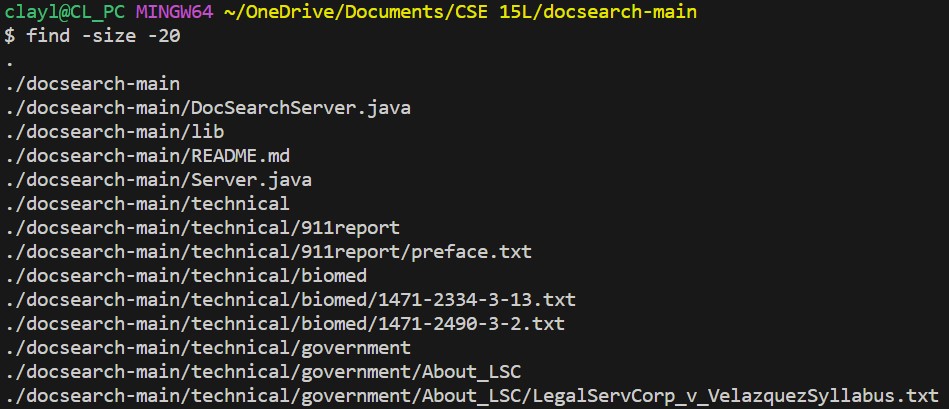 clayl@CL_PC MINGW64 ~/OneDrive/Documents/CSE 15L/docsearch-main
$ find -size -20
.
./docsearch-main
./docsearch-main/DocSearchServer.java
./docsearch-main/lib
./docsearch-main/README.md
./docsearch-main/Server.java
./docsearch-main/technical
./docsearch-main/technical/911report
./docsearch-main/technical/911report/preface.txt
./docsearch-main/technical/biomed
./docsearch-main/technical/biomed/1471-2334-3-13.txt
./docsearch-main/technical/biomed/1471-2490-3-2.txt
./docsearch-main/technical/government
./docsearch-main/technical/government/About_LSC
./docsearch-main/technical/government/About_LSC/LegalServCorp_v_VelazquezSyllabus.txt